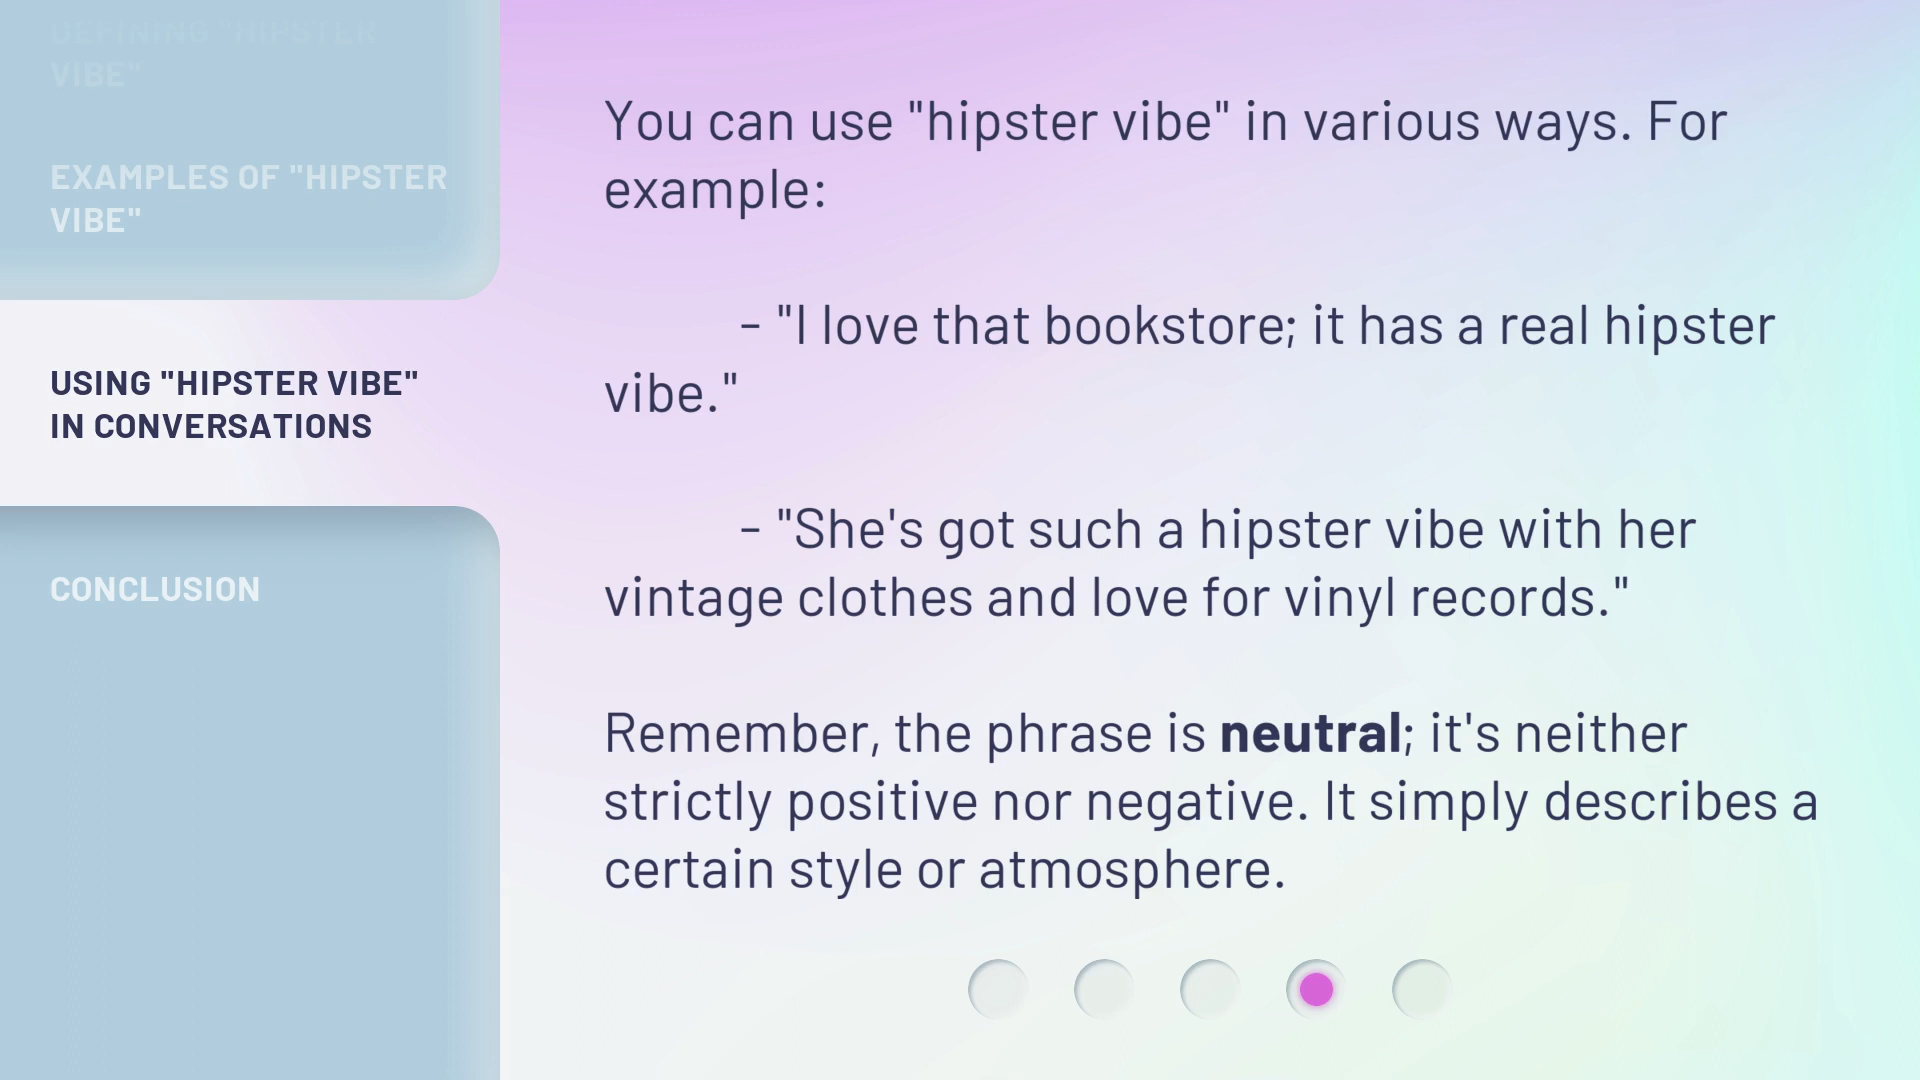 DEFINING "HIPSTER
VIBE"
EXAMPLES OF "HIPSTER
VIBE"
USING "HIPSTER VIBE"
IN CONVERSATIONS
CONCLUSION
You can use "hipster vibe" in various ways. For
example:
- "I love that bookstore; it has a real hipster
vibe."
- "She's got such a hipster vibe with her
vintage clothes and love for vinyl records."
Remember, the phrase is neutral; it's neither
strictly positive nor negative. It simply describes a
certain style or atmosphere.